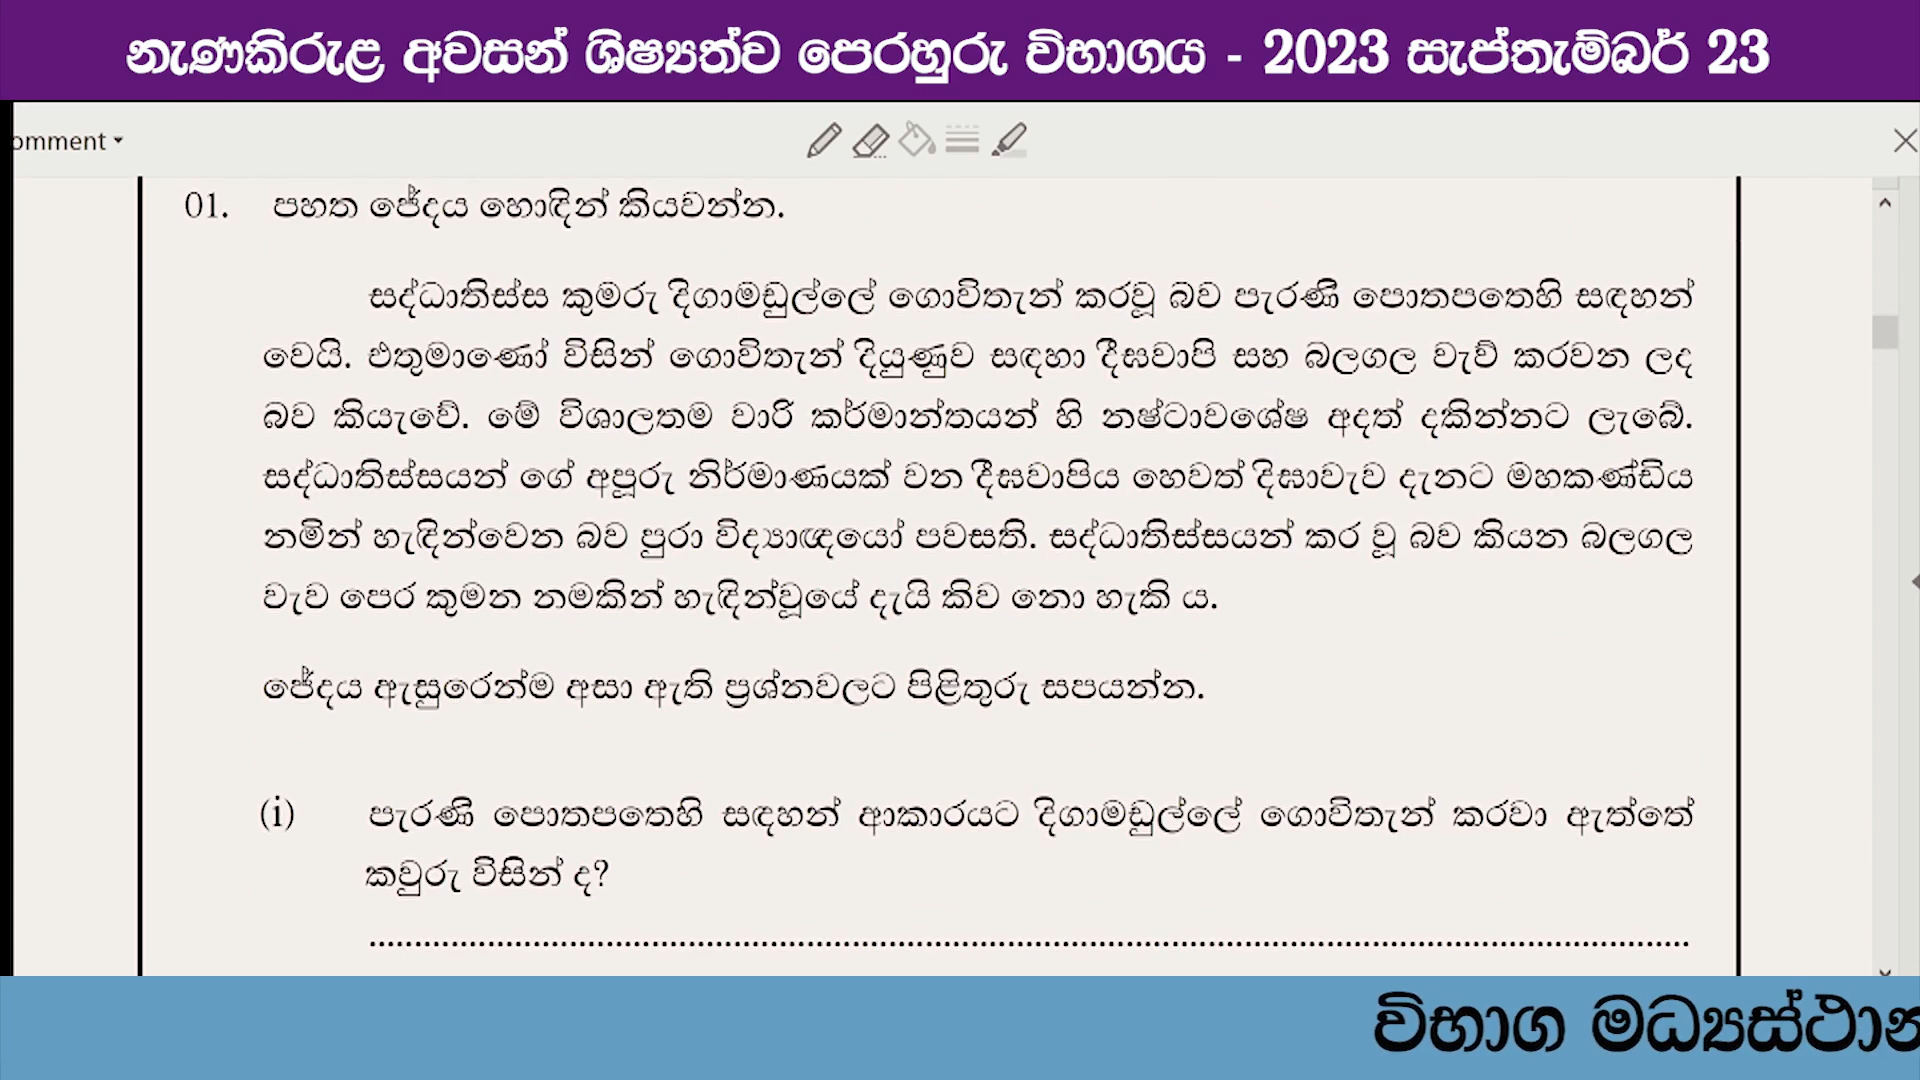 නැණකිරුළ අවසන් ශිෂ්‍යත්ව පෙරහුරු විභාගය - 2023 සැප්තැම්බර් 23
omment
01. පහත ඡේදය හොඳින් කියවන්න.
සද්ධාතිස්ස කුමරු දිගාමඩුල්ලේ ගොවිතැන් කරවූ බව පැරණි පොතපතෙහි සඳහන්
වෙයි. එතුමාණෝ විසින් ගොවිතැන් දියුණුව සඳහා දීඝවාපි සහ බලගල වැව් කරවන ලද
බව කියැවේ. මේ විශාලතම වාරි කර්මාන්තයන් හි නෂ්ටාවශේෂ අදත් දකින්නට ලැබේ.
සද්ධාතිස්සයන් ගේ අපූරු නිර්මාණයක් වන දීඝවාපිය හෙවත් දිඝාවැව දැනට මහකණ්ඩිය
නමින් හැඳින්වෙන බව පුරා විද්‍යාඥයෝ පවසති. සද්ධාතිස්සයන් කර වූ බව කියන බලගල
වැව පෙර කුමන නමකින් හැඳින්වූයේ දැයි කිව නො හැකි ය.
ඡේදය ඇසුරෙන්ම අසා ඇති ප්‍රශ්නවලට පිළිතුරු සපයන්න.
(i) පැරණි පොතපතෙහි සඳහන් ආකාරයට දිගාමඩුල්ලේ ගොවිතැන් කරවා ඇත්තේ
කවුරු විසින් ද?
විභාග මධ්‍යස්ථාන